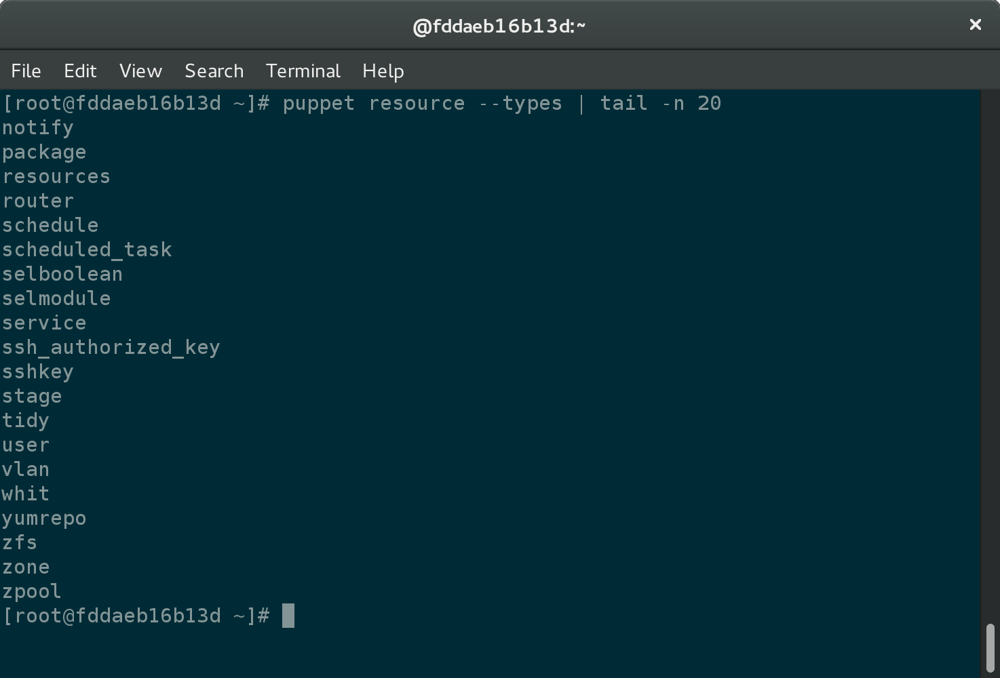 @fddaeb16b13d:~
File Edit View Search Terminal Help
[root@fddaeb16b13d ~]# puppet resource --types | tail -n 20
notify
package
resources
router
schedule
scheduled_task
selboolean
selmodule
service
ssh_authorized_key
sshkey
stage
tidy
user
vlan
whit
yumrepo
zfs
zone
zpool
[root@fddaeb16b13d ~]#